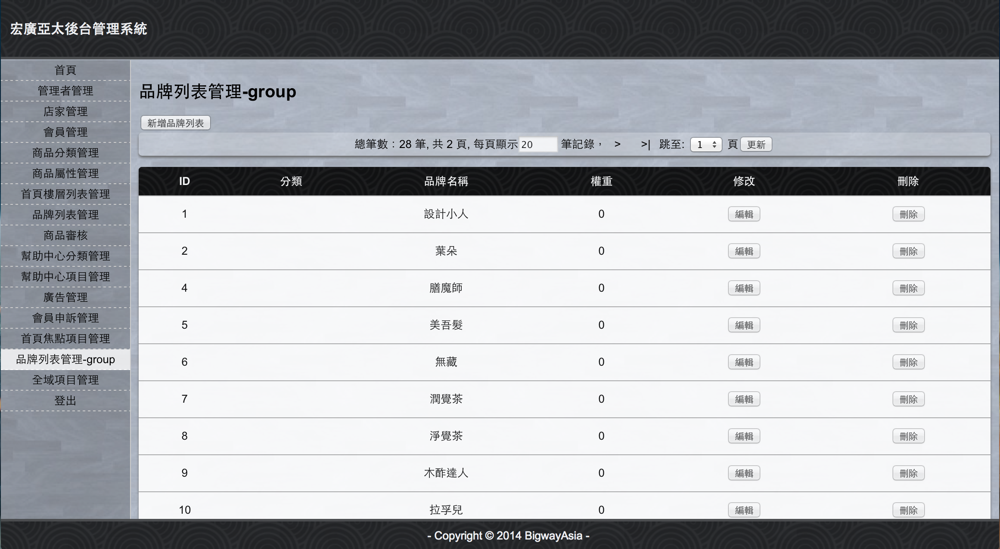 宏廣亞太後台管理系統
首頁
管理者管理
店家管理
會員管理
商品分類管理
商品屬性管理
首頁樓層列表管理
品牌列表管理
商品審核
幫助中心分類管理
幫助中心項目管理
廣告管理
會員申訴管理
首頁焦點項目管理
品牌列表管理-group
全域項目管理
登出
品牌列表管理-group
新增品牌列表
總筆數：28 筆, 共 2 頁, 每頁顯示 20 筆記錄， > >| 跳至: 1 頁 更新
ID 分類 品牌名稱 權重 修改 刪除
1 設計小人 0 編輯 刪除
2 葉朵 0 編輯 刪除
4 膳魔師 0 編輯 刪除
5 美吾髮 0 編輯 刪除
6 無藏 0 編輯 刪除
7 潤覺茶 0 編輯 刪除
8 淨覺茶 0 編輯 刪除
9 木酢達人 0 編輯 刪除
10 拉孚兒 0 編輯 刪除
- Copyright © 2014 BigwayAsia -